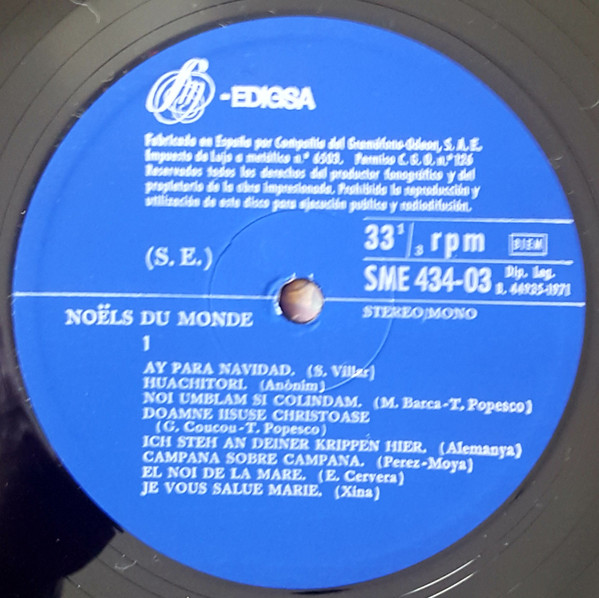 SM -EDIGSA
Fabricado en España por Compañía del Gramófono-Odeon, S. A. E.
Impuesto de Lujo a metálico n.º 6503. Permiso C. G. D. n.º 126
Reservados todos los derechos del productor fonográfico y del
propietario de la obra impresionada. Prohibida la reproducción y
utilización de este disco para ejecución pública y radiodifusión.
33 1/3 rpm BIEM
(S. E.)
SME 434-03 Dip. Leg.
B. 44925-1971
NOËLS DU MONDE
STEREO/MONO
1
AY PARA NAVIDAD. (S. Villar)
HUACHITORI. (Anònim)
NOI UMBLAM SI COLINDAM. (M. Barca-T. Popesco)
DOAMNE IISUSE CHRISTOASE
(G. Coucou-T. Popesco)
ICH STEH AN DEINER KRIPPEN HIER. (Alemanya)
CAMPANA SOBRE CAMPANA. (Perez-Moya)
EL NOI DE LA MARE. (E. Cervera)
JE VOUS SALUE MARIE. (Xina)